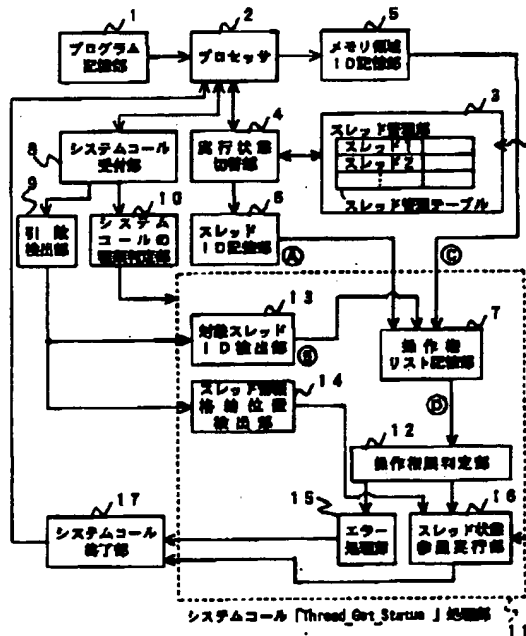 1
2
5
プログラム
記憶部
プロセッサ
メモリ領域
ID記憶部
3
4
8
システムコール
受付部
実行状態
切替部
スレッド管理部
スレッド1
スレッド2
スレッド管理テーブル
9
10
6
引数
検出部
システム
コールの
種類判定部
スレッド
ID記憶部
A
C
13
対象スレッド
ID検出部
B
7
操作権
リスト記憶部
14
スレッド情報
格納位置
検出部
D
12
操作権限判定部
17
15
16
システムコール
終了部
エラー
処理部
スレッド状態
参照実行部
システムコール「Thread_Get_Status」処理部
11